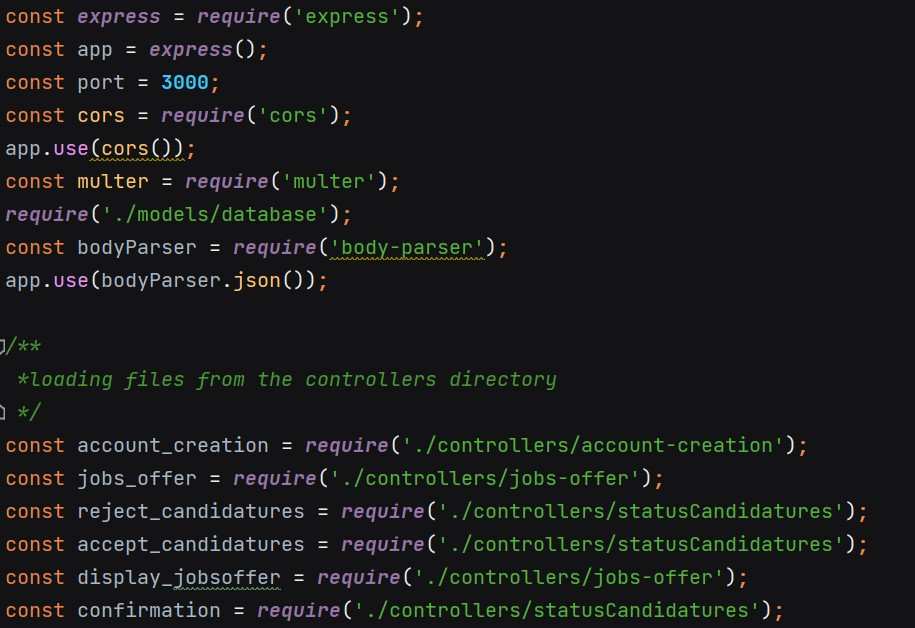 const express = require('express');
const app = express();
const port = 3000;
const cors = require('cors');
app.use(cors());
const multer = require('multer');
require('./models/database');
const bodyParser = require('body-parser');
app.use(bodyParser.json());
/**
*loading files from the controllers directory
*/
const account_creation = require('./controllers/account-creation');
const jobs_offer = require('./controllers/jobs-offer');
const reject_candidatures = require('./controllers/statusCandidatures');
const accept_candidatures = require('./controllers/statusCandidatures');
const display_jobsoffer = require('./controllers/jobs-offer');
const confirmation = require('./controllers/statusCandidatures');